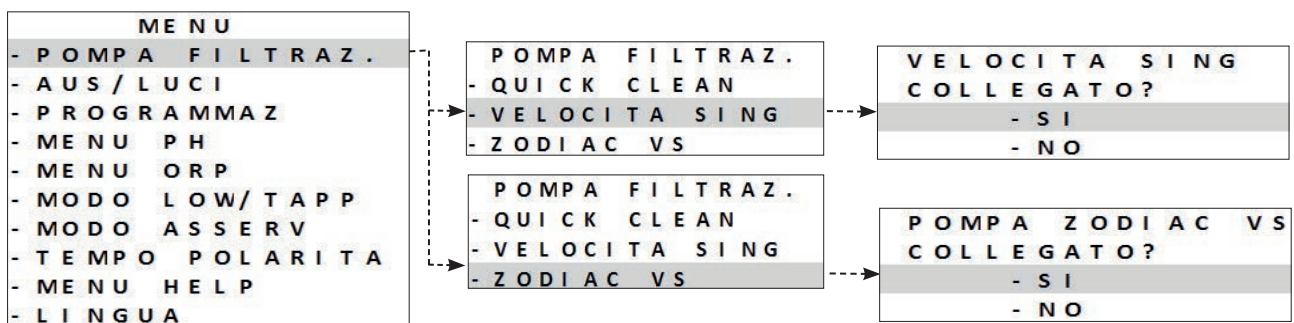 MENU
- POMPA FILTRAZ.
- AUS/LUCI
- PROGRAMMAZ
- MENU PH
- MENU ORP
- MODO LOW/TAPP
- MODO ASSERV
- TEMPO POLARITA
- MENU HELP
- LINGUA
POMPA FILTRAZ.
- QUICK CLEAN
- VELOCITA SING
- ZODIAC VS
VELOCITA SING
COLLEGATO?
- SI
- NO
POMPA FILTRAZ.
- QUICK CLEAN
- VELOCITA SING
- ZODIAC VS
POMPA ZODIAC VS
COLLEGATO?
- SI
- NO